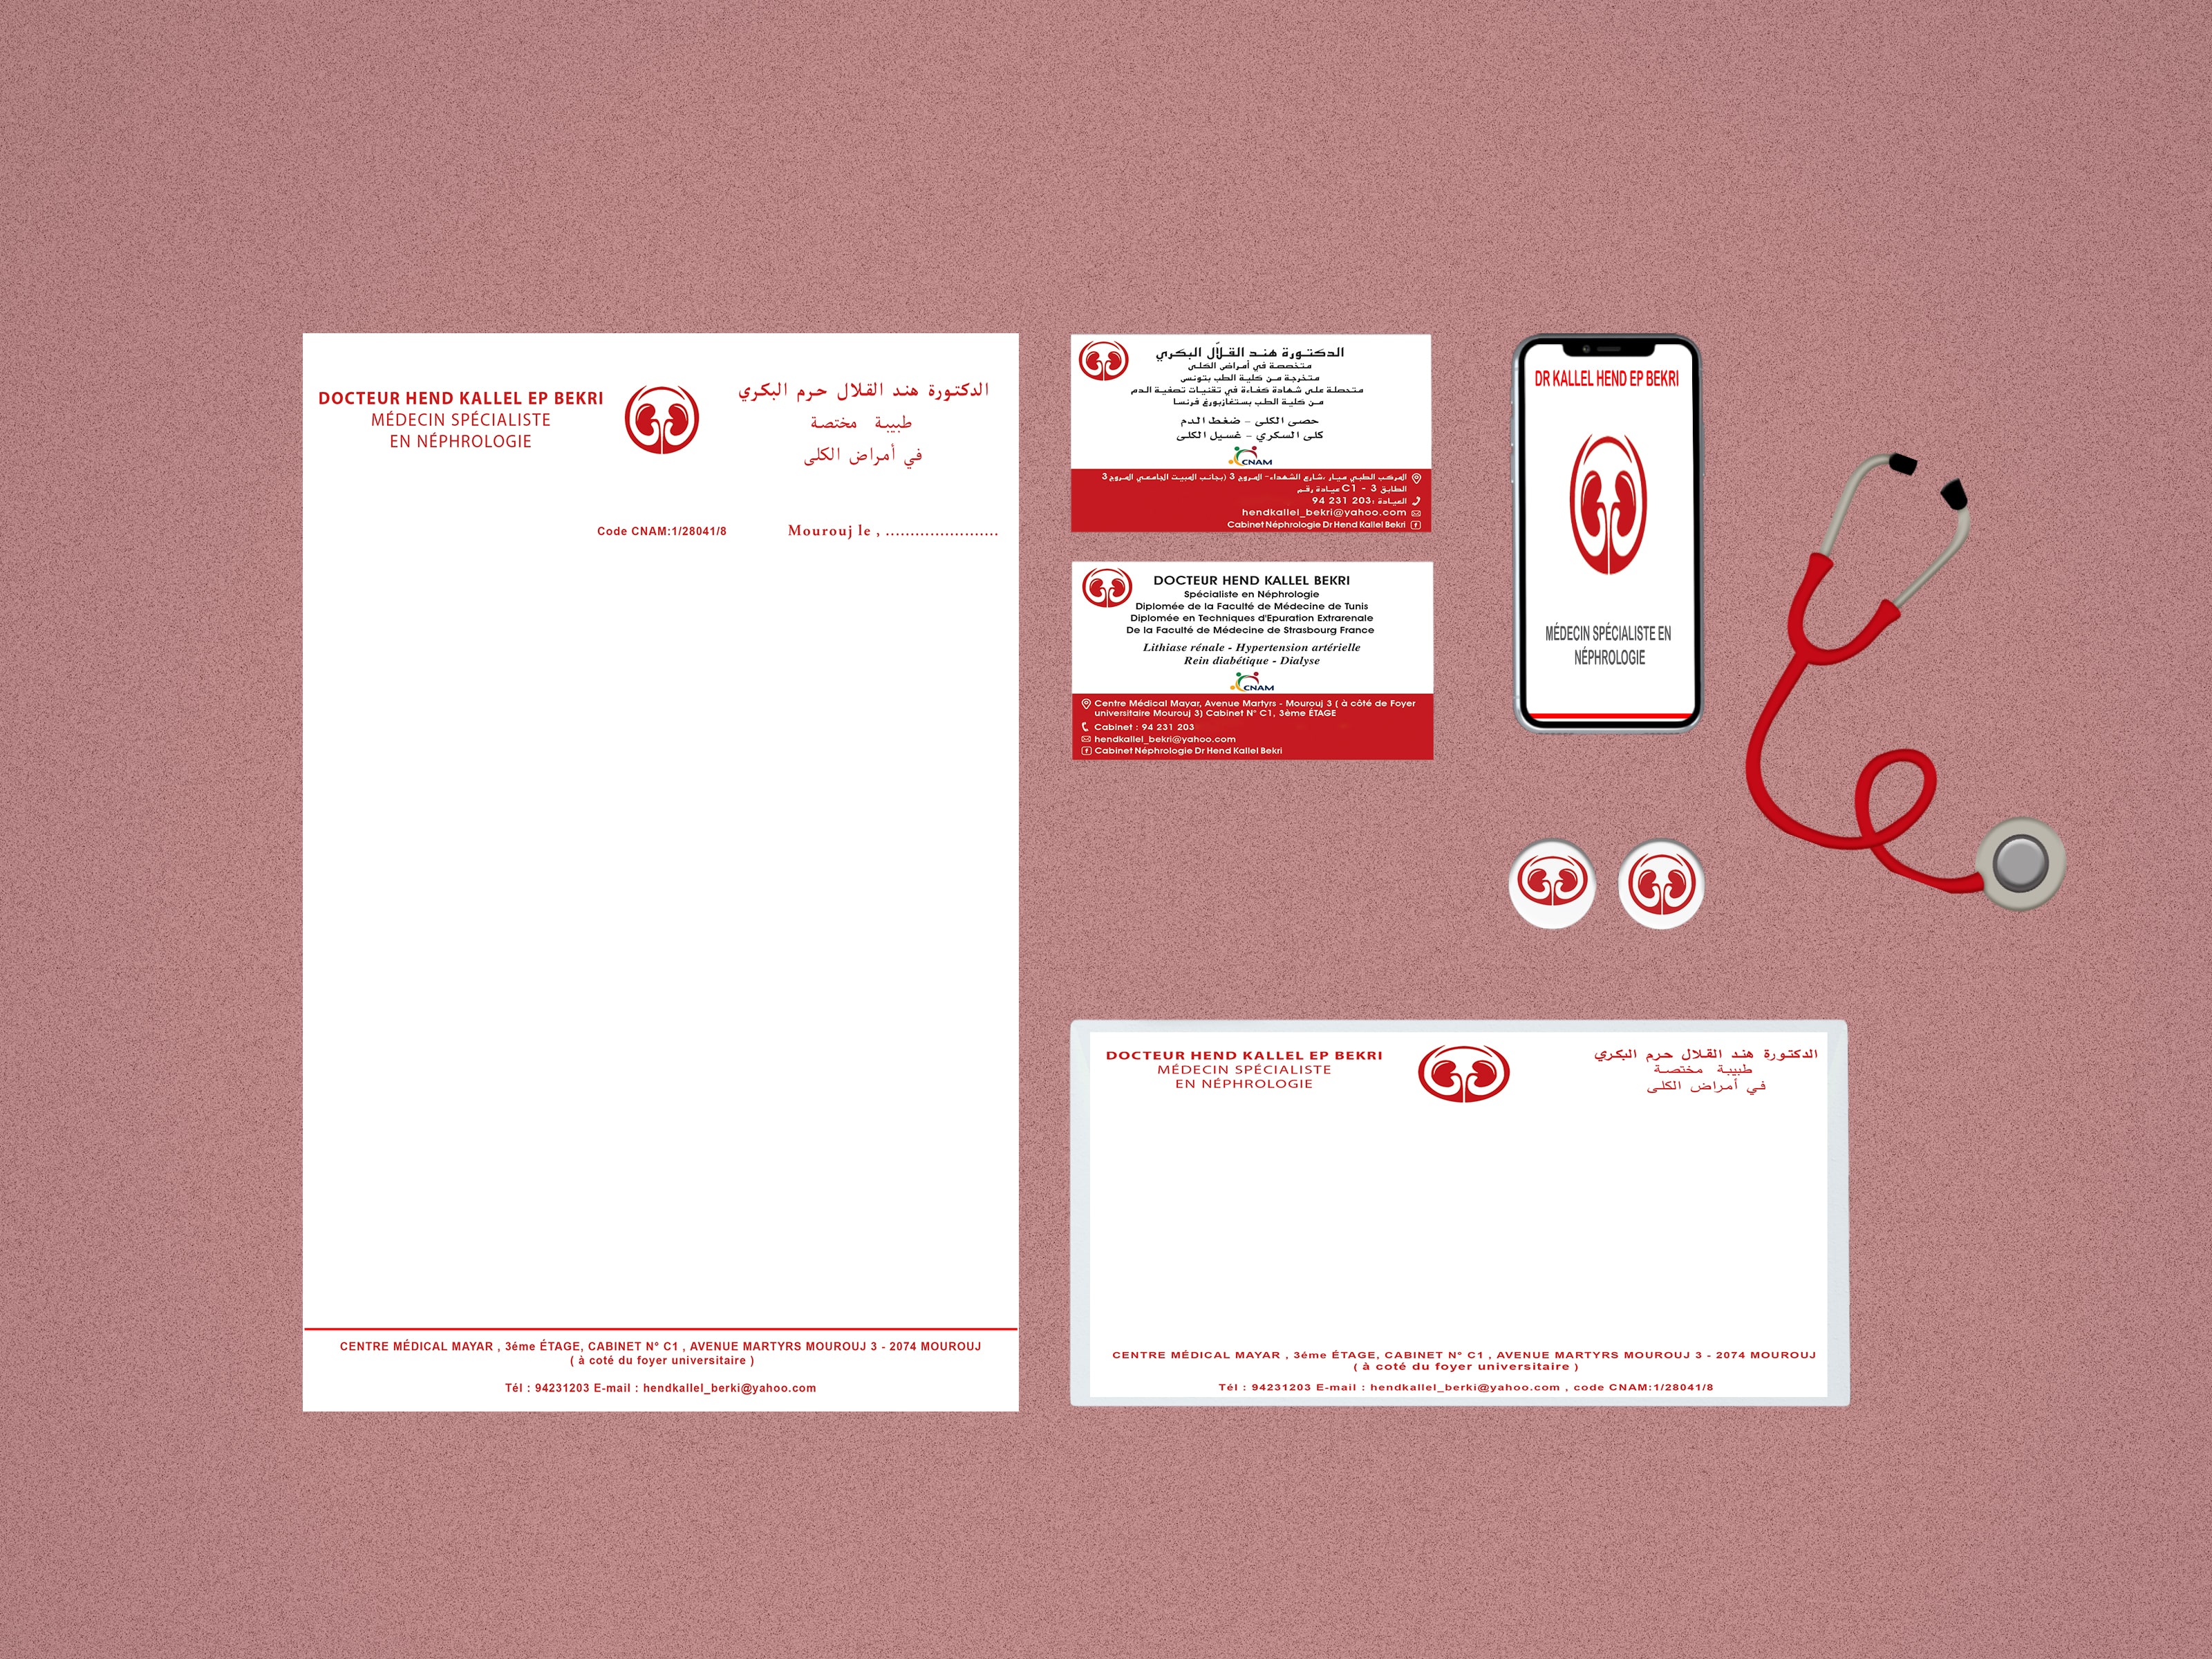 DOCTEUR HEND KALLEL EP BEKRI
MÉDECIN SPÉCIALISTE
EN NÉPHROLOGIE
الدكتورة هند القلال حرم البكري
طبيبة مختصة
في أمراض الكلى
Code CNAM:1/28041/8
Mourouj le , .......................
CENTRE MÉDICAL MAYAR , 3éme ÉTAGE, CABINET N° C1 , AVENUE MARTYRS MOUROUJ 3 - 2074 MOUROUJ
( à coté du foyer universitaire )
Tél : 94231203 E-mail : hendkallel_berki@yahoo.com
الدكتورة هند القلاّل البكري
متخصصة في أمراض الكلى
متخرجة من كلية الطب بتونس
متحصلة على شهادة كفاءة في تقنيات تصفية الدم
من كلية الطب بستغازبورغ فرنسا
حصى الكلى – ضغط الدم
كلى السكري – غسيل الكلى
CNAM
المركب الطبي ميار ،شارع الشهداء– المروج 3 (بجانب المبيت الجامعي المروج 3
الطابق 3 - C1 عيادة رقم
العيادة :203 231 94
hendkallel_bekri@yahoo.com
Cabinet Néphrologie Dr Hend Kallel Bekri
DOCTEUR HEND KALLEL BEKRI
Spécialiste en Néphrologie
Diplomée de la Faculté de Médecine de Tunis
Diplomée en Techniques d'Epuration Extrarenale
De la Faculté de Médecine de Strasbourg France
Lithiase rénale - Hypertension artérielle
Rein diabétique - Dialyse
CNAM
Centre Médical Mayar, Avenue Martyrs - Mourouj 3 ( à côté de Foyer
universitaire Mourouj 3) Cabinet N° C1, 3ème ÉTAGE
Cabinet : 94 231 203
hendkallel_bekri@yahoo.com
Cabinet Néphrologie Dr Hend Kallel Bekri
DR KALLEL HEND EP BEKRI
MÉDECIN SPÉCIALISTE EN
NÉPHROLOGIE
DOCTEUR HEND KALLEL EP BEKRI
MÉDECIN SPÉCIALISTE
EN NÉPHROLOGIE
الدكتورة هند القلال حرم البكري
طبيبة مختصة
في أمراض الكلى
CENTRE MÉDICAL MAYAR , 3éme ÉTAGE, CABINET N° C1 , AVENUE MARTYRS MOUROUJ 3 - 2074 MOUROUJ
( à coté du foyer universitaire )
Tél : 94231203 E-mail : hendkallel_berki@yahoo.com , code CNAM:1/28041/8